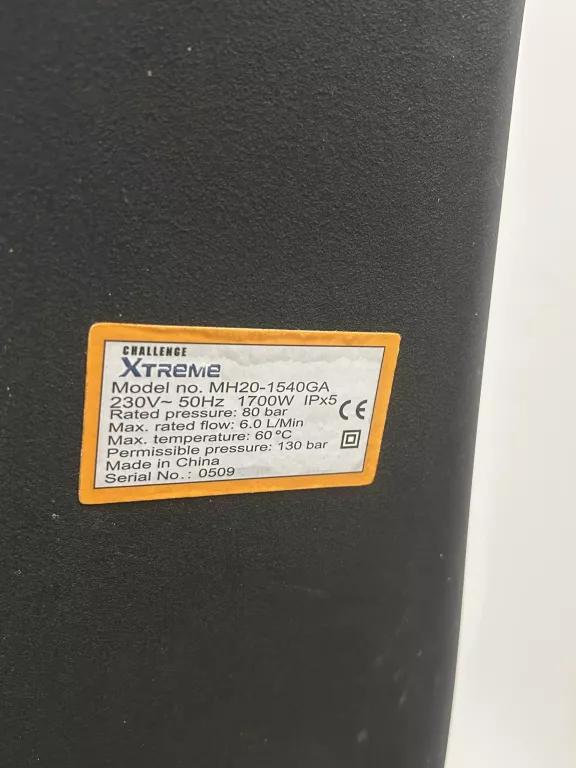 CHALLENGE
XTREME
Model no. MH20-1540GA
230V~ 50Hz 1700W IPx5
Rated pressure: 80 bar
Max. rated flow: 6.0 L/Min
Max. temperature: 60°C
Permissible pressure: 130 bar
Made in China
Serial No.: 0509
CE